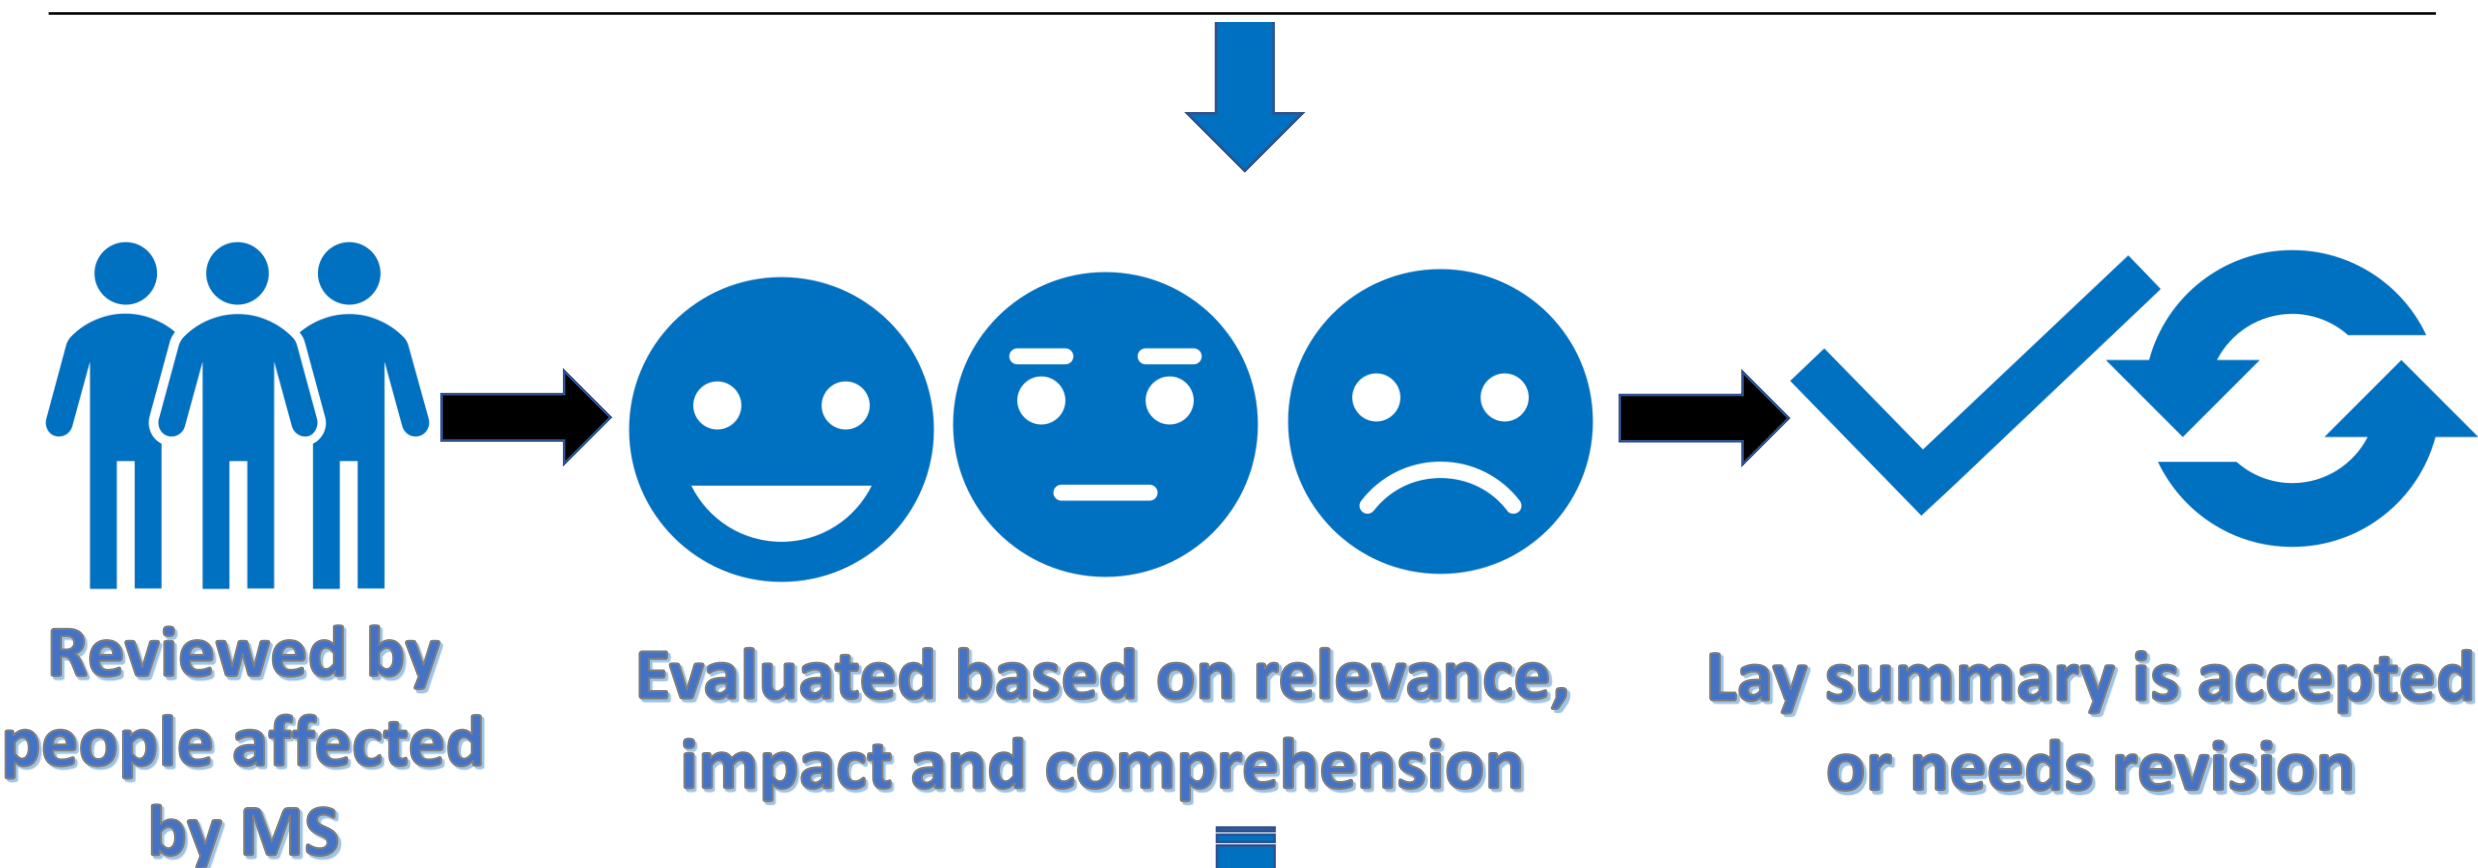 Reviewed by
people affected
by MS
Evaluated based on relevance,
impact and comprehension
Lay summary is accepted
or needs revision